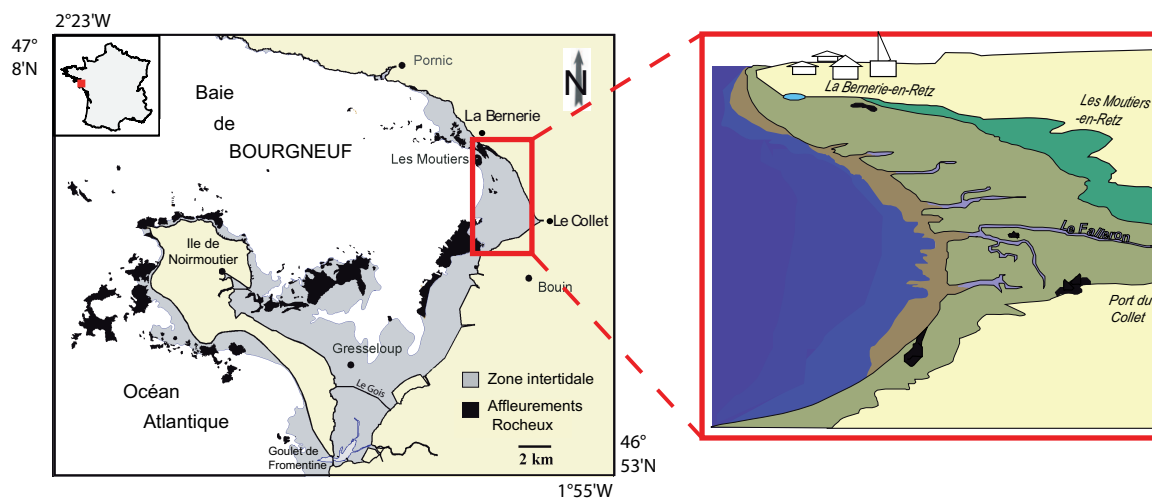 2°23'W
47°
8'N
Pornic
N
Baie
de
BOURGNEUF
La Bernerie
Les Moutiers
Le Collet
Ile de
Noirmoutier
Bouin
Gresseloup
Le Gois
Zone intertidale
Affleurements
Rocheux
Océan
Atlantique
Goulet de
Fromentine
2 km
46°
53'N
1°55'W
La Bernerie-en-Retz
Les Moutiers
-en-Retz
Le Falleron
Port du
Collet